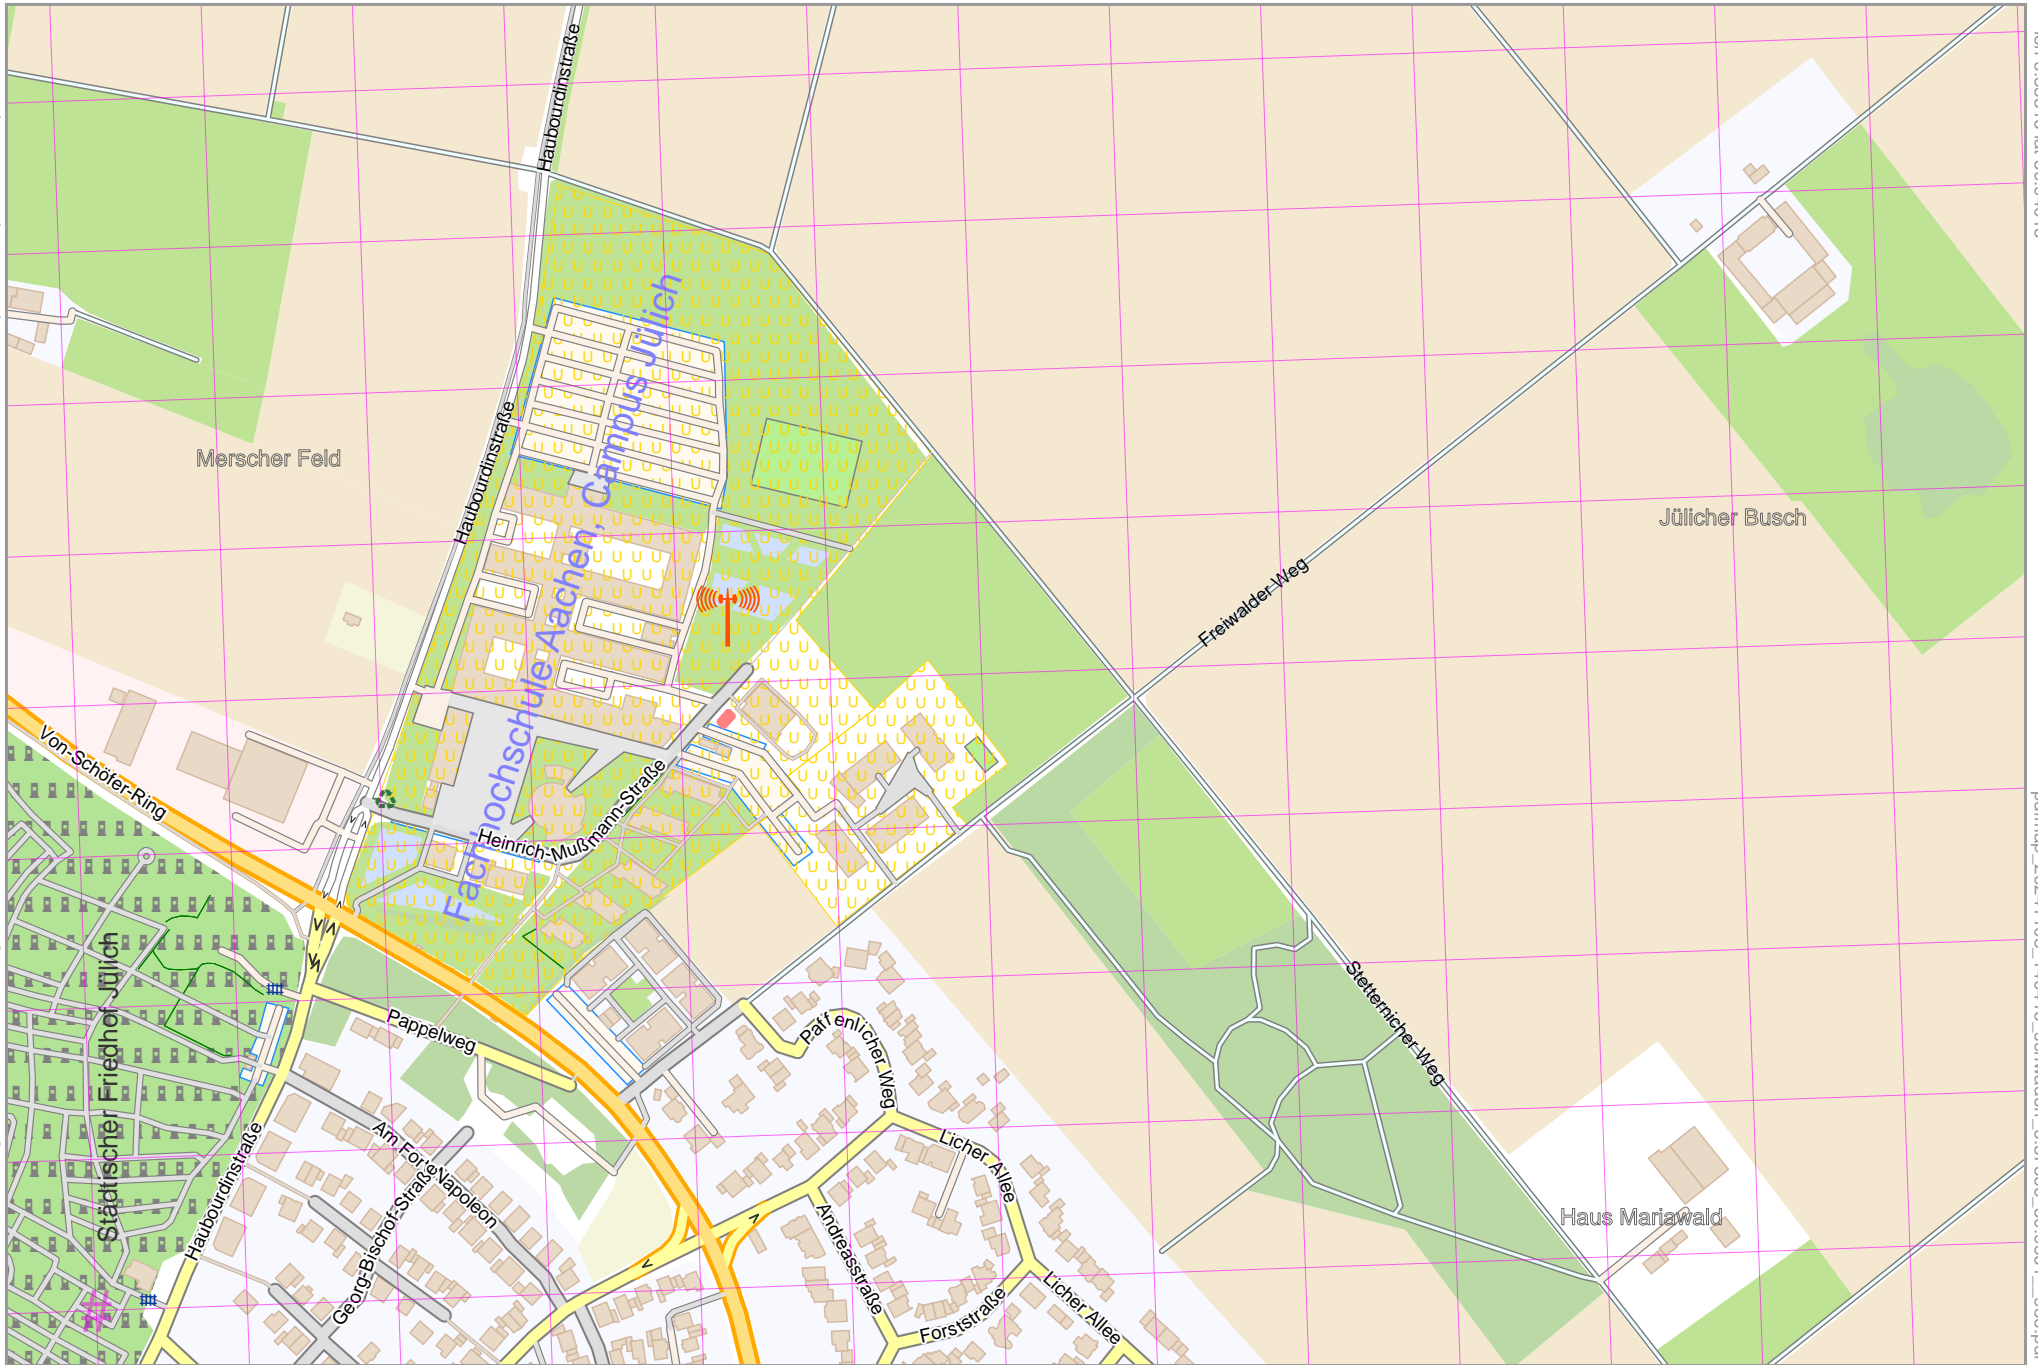 Haubourdinstraße
Fachhochschule Aachen, Campus Jülich
Haubourdinstraße
Merscher Feld
Jülicher Busch
Freiwalder Weg
Von-Schöfer-Ring
Heinrich-Mußmann-Straße
Städtischer Friedhof Jülich
Stetternicher Weg
Pappelweg
Paffenlicher Weg
Haubourdinstraße
Am Fort Napoleon
Georg-Bischof-Straße
Licher Allee
Andreasstraße
Haus Mariawald
Licher Allee
Forststraße